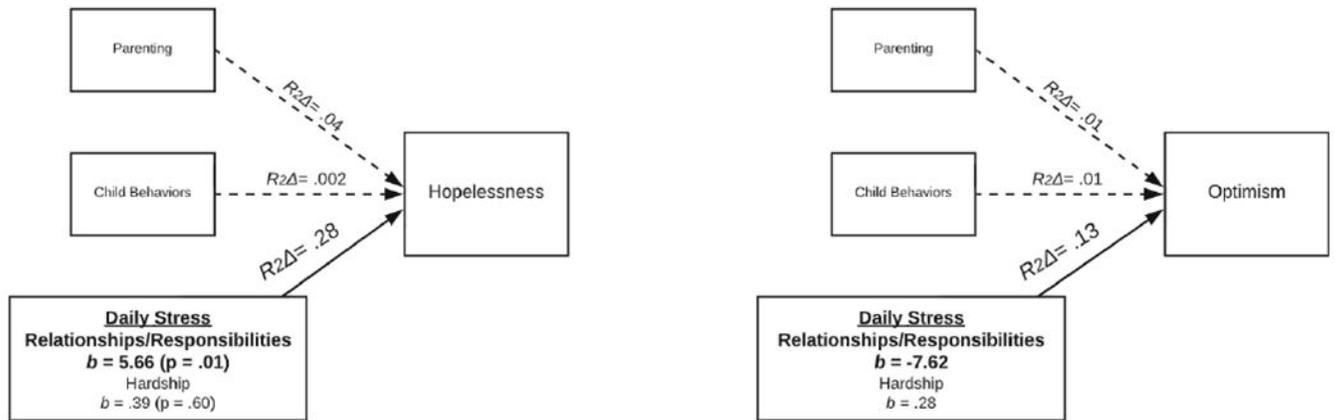 Parenting
R2Δ= .04
Child Behaviors
R2Δ= .002
Hopelessness
R2Δ= .28
Daily Stress
Relationships/Responsibilities
b = 5.66 (p = .01)
Hardship
b = .39 (p = .60)
Parenting
R2Δ= .01
Child Behaviors
R2Δ= .01
Optimism
R2Δ= .13
Daily Stress
Relationships/Responsibilities
b = -7.62
Hardship
b = .28